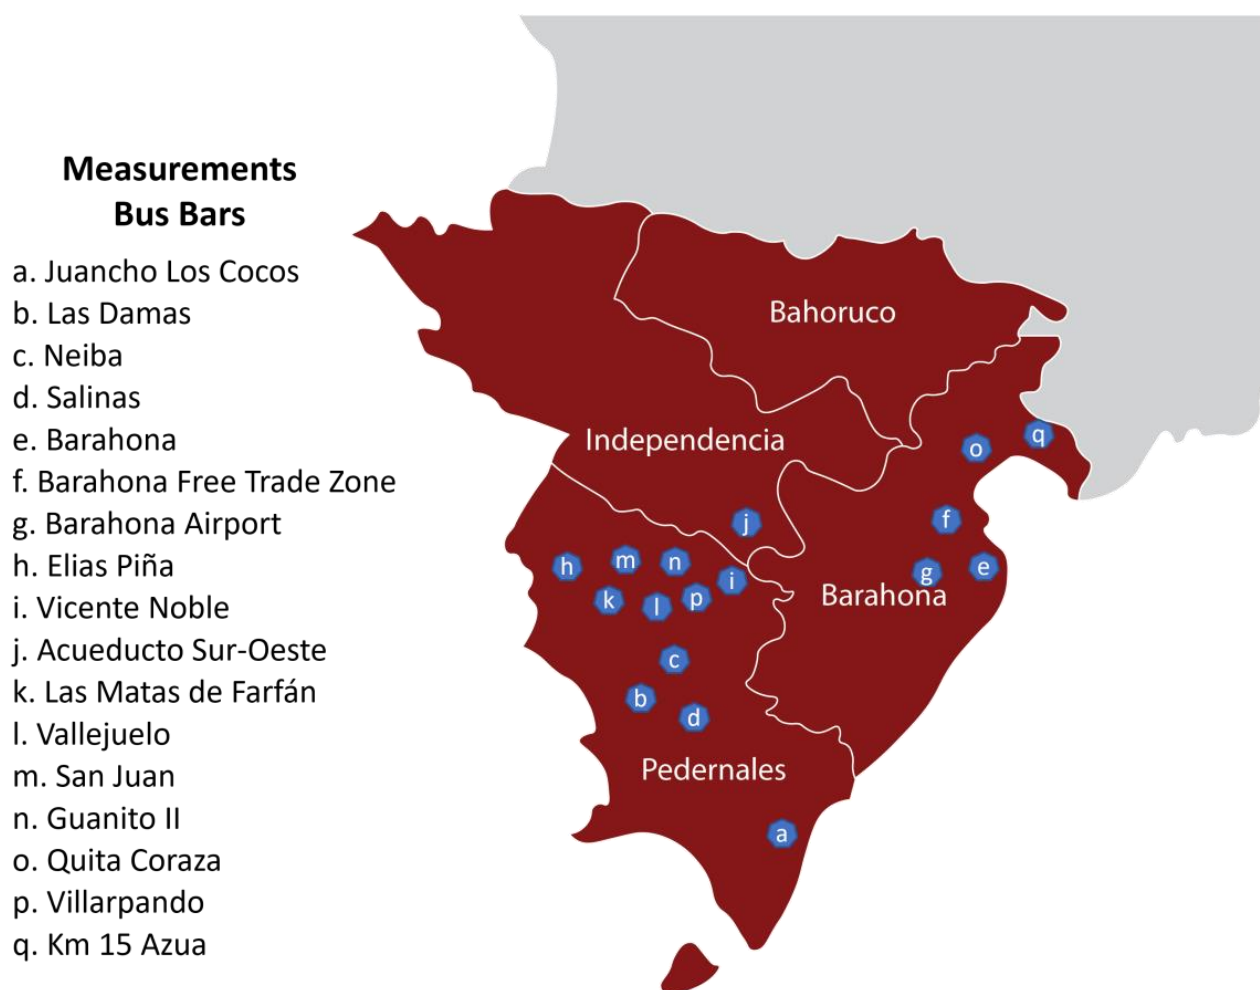 Measurements
Bus Bars
a. Juancho Los Cocos
b. Las Damas
c. Neiba
d. Salinas
e. Barahona
f. Barahona Free Trade Zone
g. Barahona Airport
h. Elias Piña
i. Vicente Noble
j. Acueducto Sur-Oeste
k. Las Matas de Farfán
l. Vallejuelo
m. San Juan
n. Guanito II
o. Quita Coraza
p. Villarpando
q. Km 15 Azua
Bahoruco
Independencia
q
o
j
f
h
m
n
i
g
e
k
l
p
Barahona
c
b
d
Pedernales
a